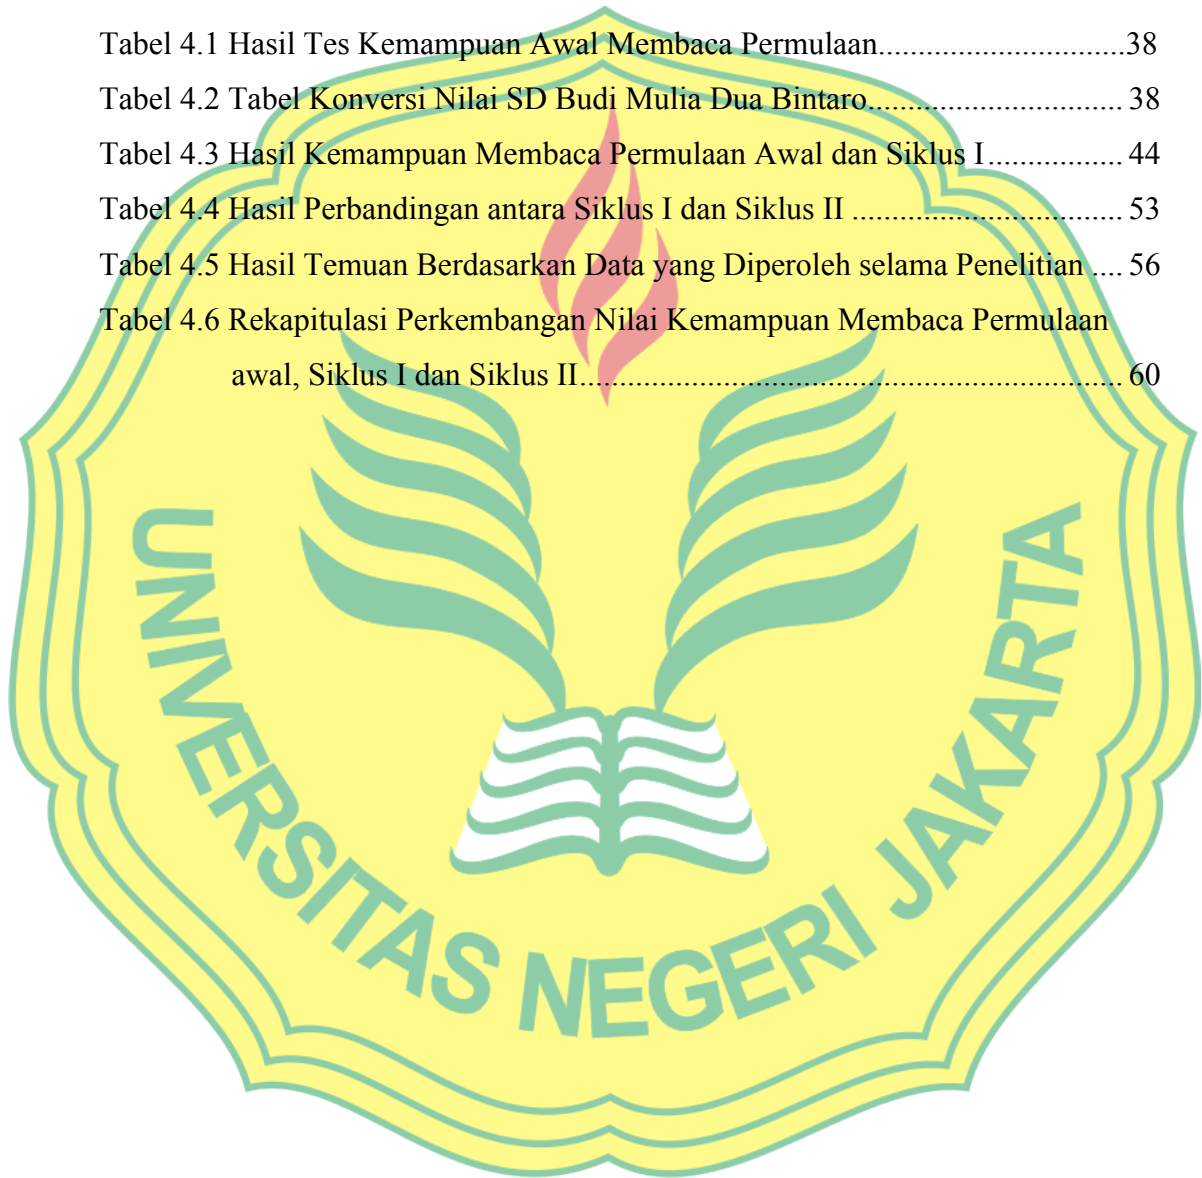 Tabel 4.1 Hasil Tes Kemampuan Awal Membaca Permulaan...............................38
Tabel 4.2 Tabel Konversi Nilai SD Budi Mulia Dua Bintaro................................ 38
Tabel 4.3 Hasil Kemampuan Membaca Permulaan Awal dan Siklus I................. 44
Tabel 4.4 Hasil Perbandingan antara Siklus I dan Siklus II .................................. 53
Tabel 4.5 Hasil Temuan Berdasarkan Data yang Diperoleh selama Penelitian .... 56
Tabel 4.6 Rekapitulasi Perkembangan Nilai Kemampuan Membaca Permulaan
awal, Siklus I dan Siklus II..................................................................... 60
UNIVERSITAS NEGERI JAKARTA